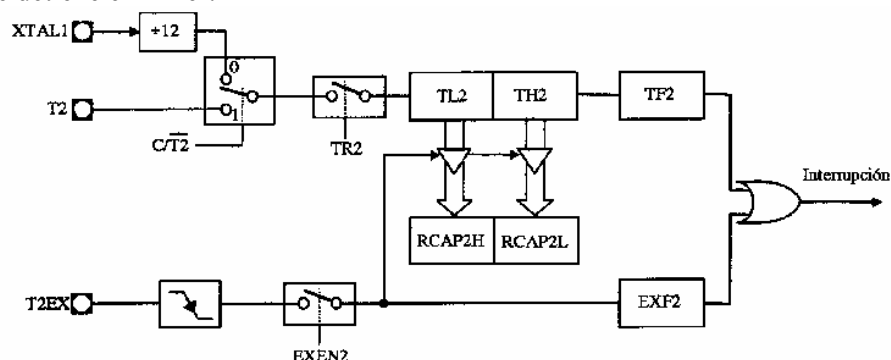 XTAL1
÷12
0
T2
1
C/T2
TR2
TL2
TH2
TF2
Interrupción
RCAP2H
RCAP2L
T2EX
EXEN2
EXF2